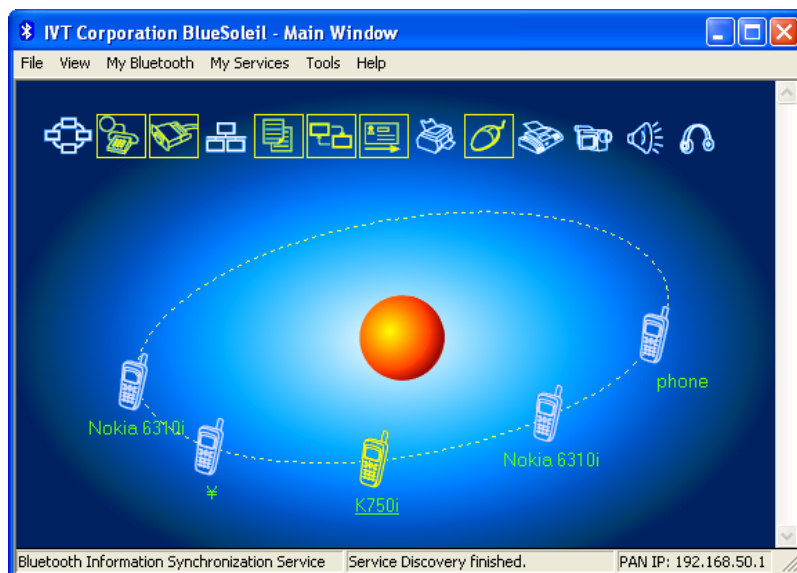 IVT Corporation BlueSoleil - Main Window
File View My Bluetooth My Services Tools Help
phone
Nokia 6310i
Nokia 6310i
¥
K750i
Bluetooth Information Synchronization Service Service Discovery finished. PAN IP: 192.168.50.1